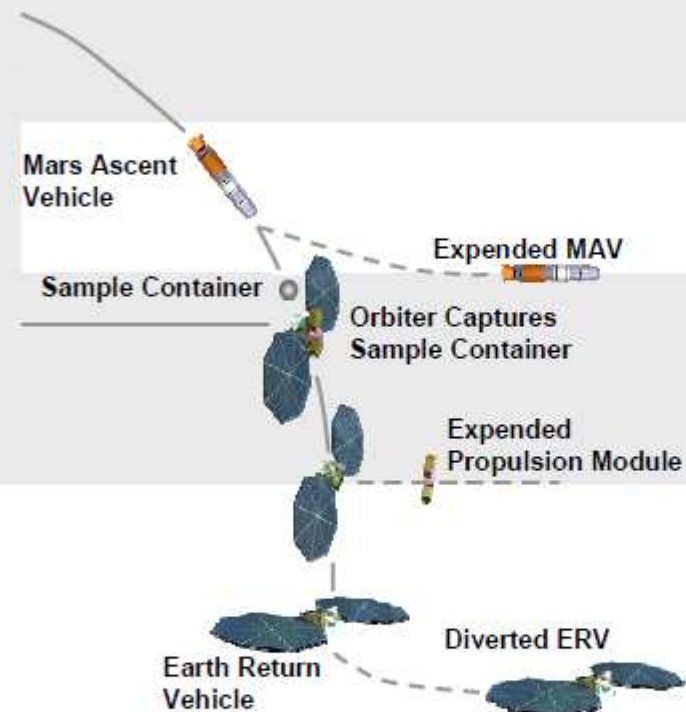 Mars Ascent
Vehicle
Expended MAV
Sample Container
Orbiter Captures
Sample Container
Expended
Propulsion Module
Diverted ERV
Earth Return
Vehicle